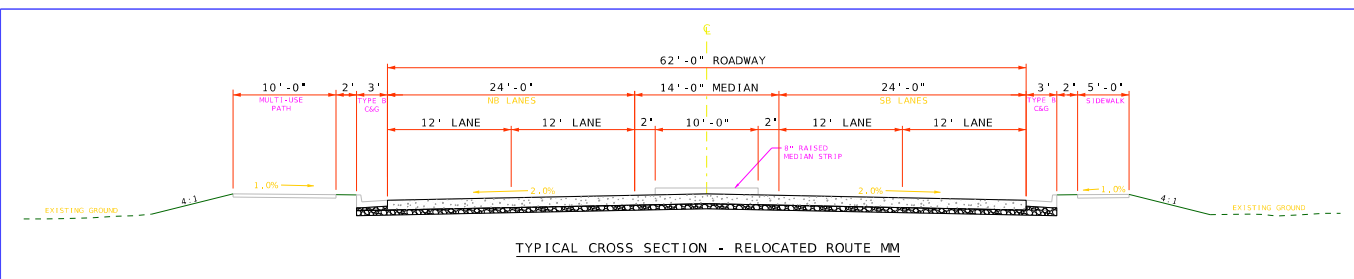 ℄
62'-0" ROADWAY
10'-0" 2' 3' 24'-0" 14'-0" MEDIAN 24'-0" 3' 2' 5'-0"
MULTI-USE
PATH
TYPE B
C&G
NB LANES
SB LANES
TYPE B
C&G
SIDEWALK
12' LANE 12' LANE 2' 10'-0" 2' 12' LANE 12' LANE
8" RAISED
MEDIAN STRIP
1.0% 2.0% 2.0% 1.0%
4:1 4:1
EXISTING GROUND EXISTING GROUND
TYPICAL CROSS SECTION - RELOCATED ROUTE MM